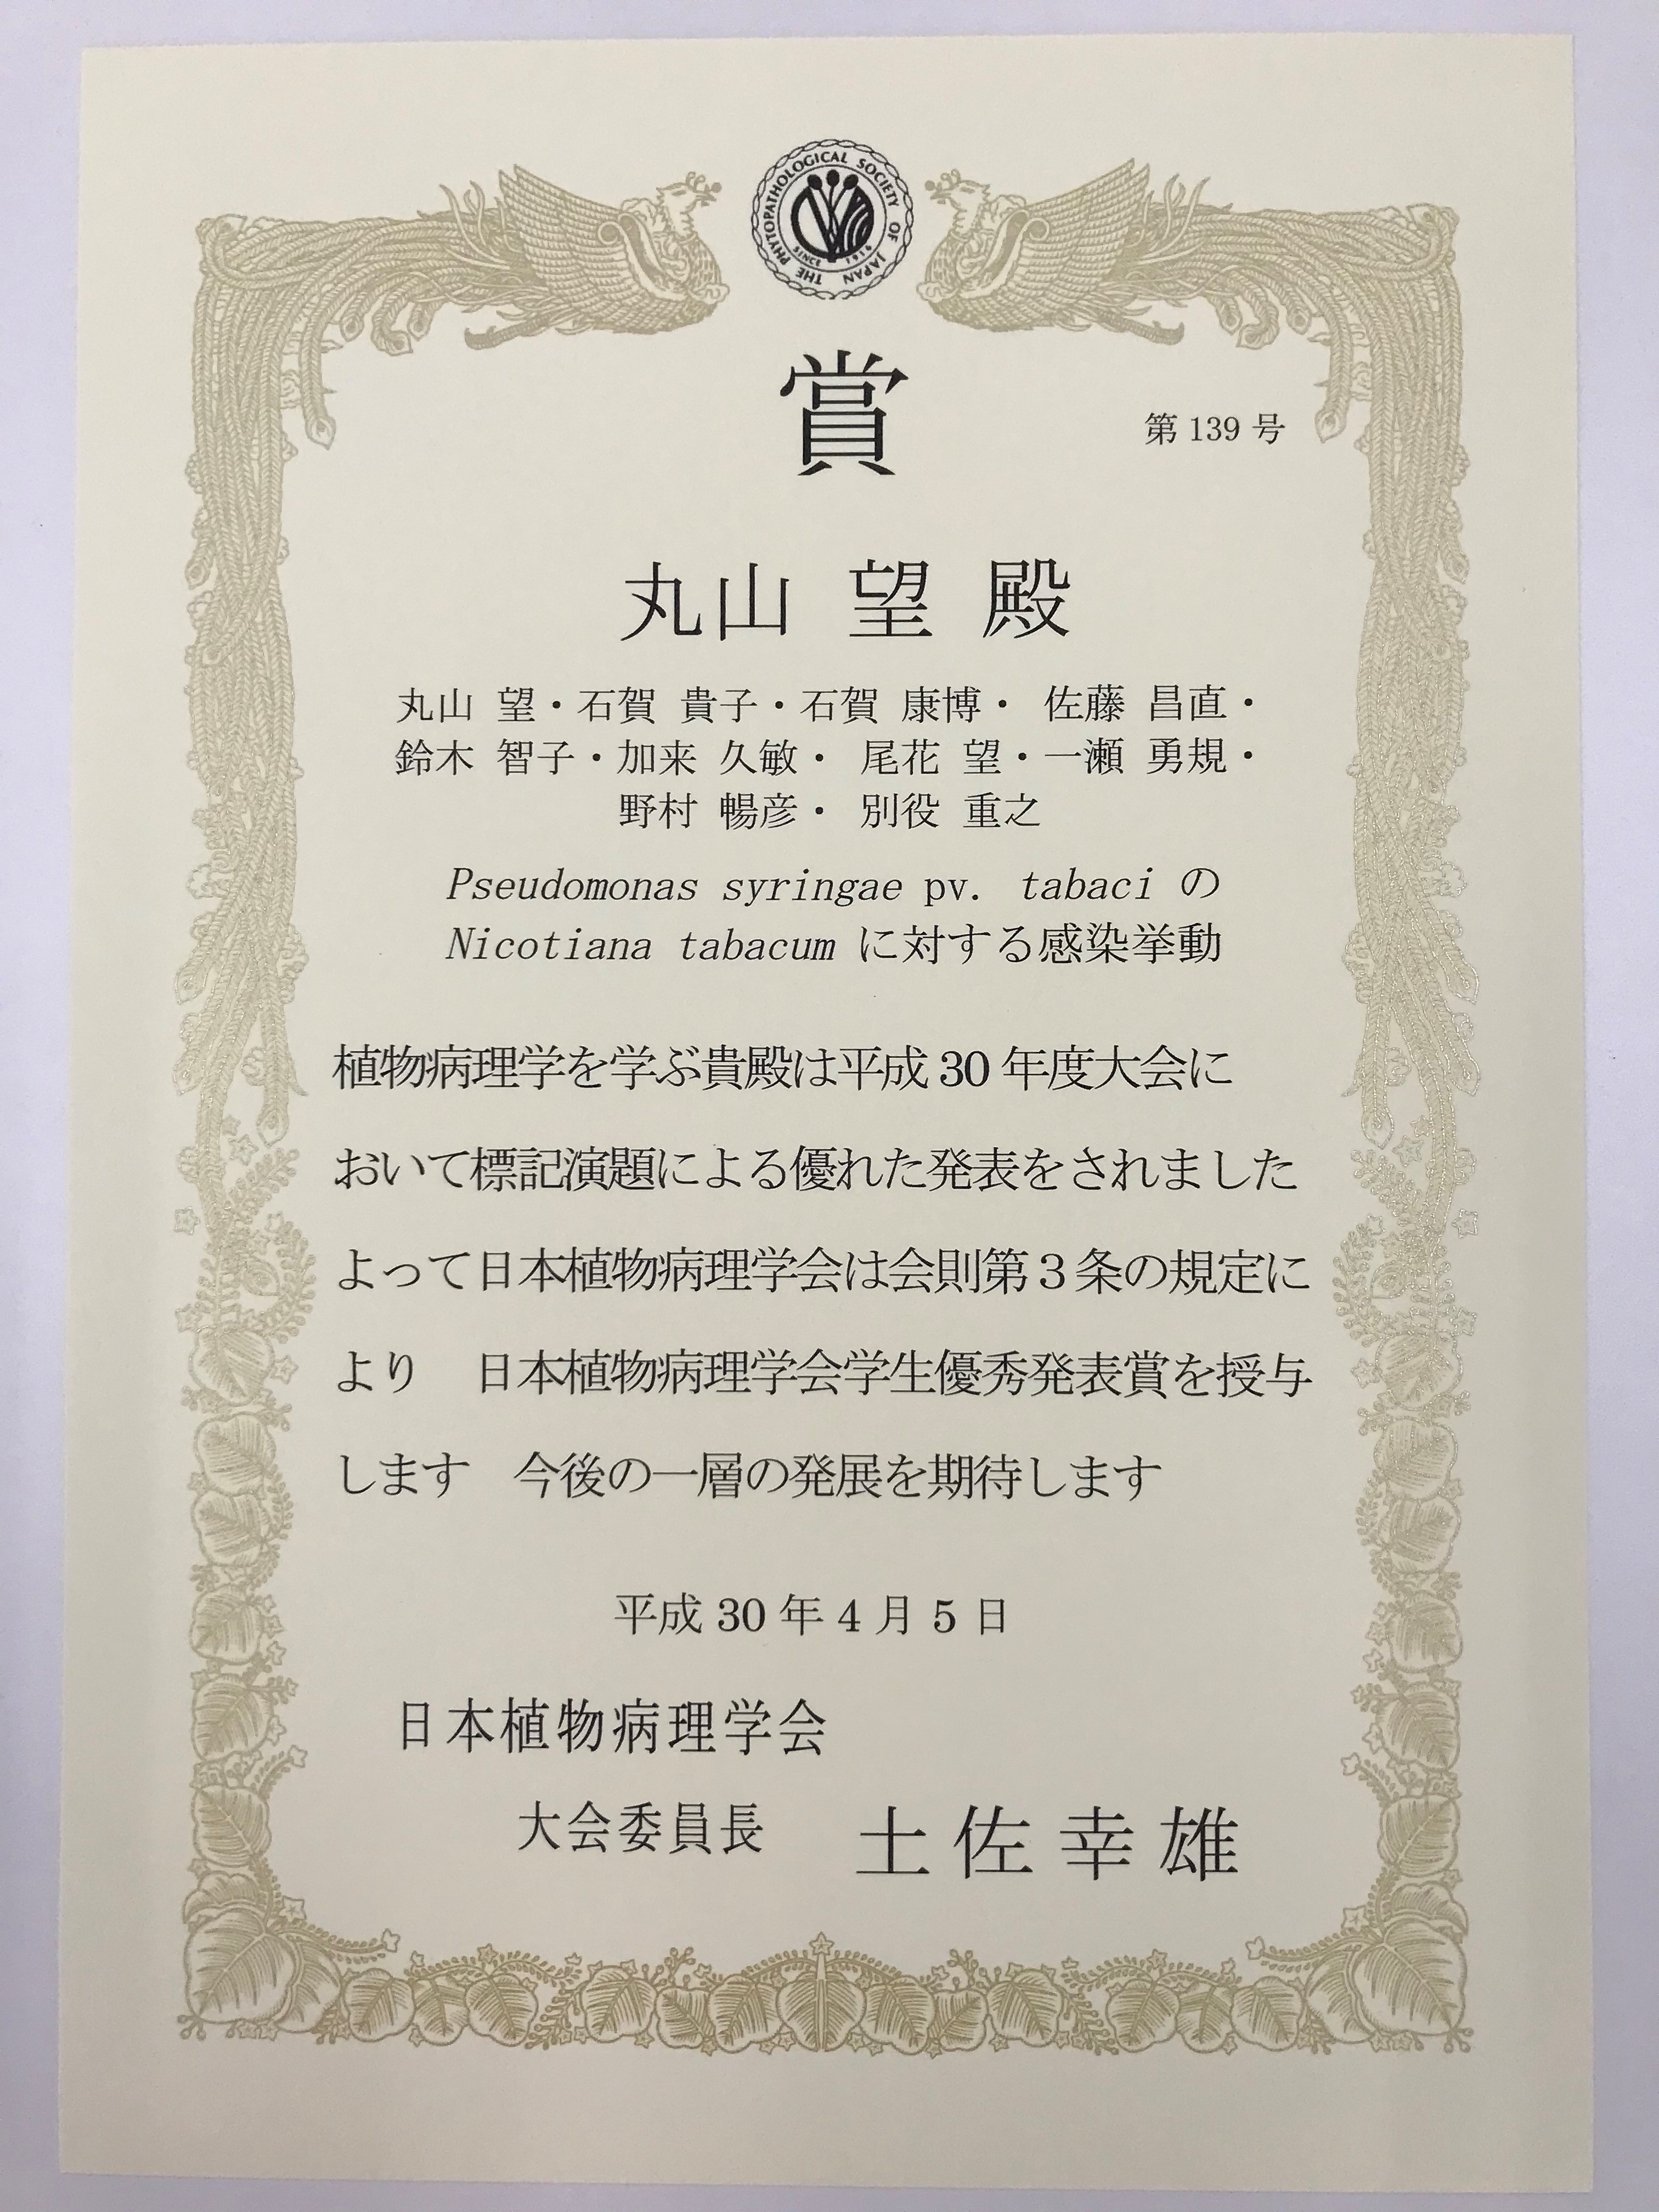 THE PHYTOPATHOLOGICAL SOCIETY OF JAPAN
SINCE 1916
賞
第 139 号
丸山 望 殿
丸山 望・石賀 貴子・石賀 康博・ 佐藤 昌直・
鈴木 智子・加来 久敏・ 尾花 望・一瀬 勇規・
野村 暢彦・ 別役 重之
Pseudomonas syringae pv. tabaci の
Nicotiana tabacum に対する感染挙動
植物病理学を学ぶ貴殿は平成 30 年度大会に
おいて標記演題による優れた発表をされました
よって日本植物病理学会は会則第３条の規定に
より　日本植物病理学会学生優秀発表賞を授与
します　今後の一層の発展を期待します
平成 30 年 4 月 5 日
日本植物病理学会
大会委員長　土佐幸雄